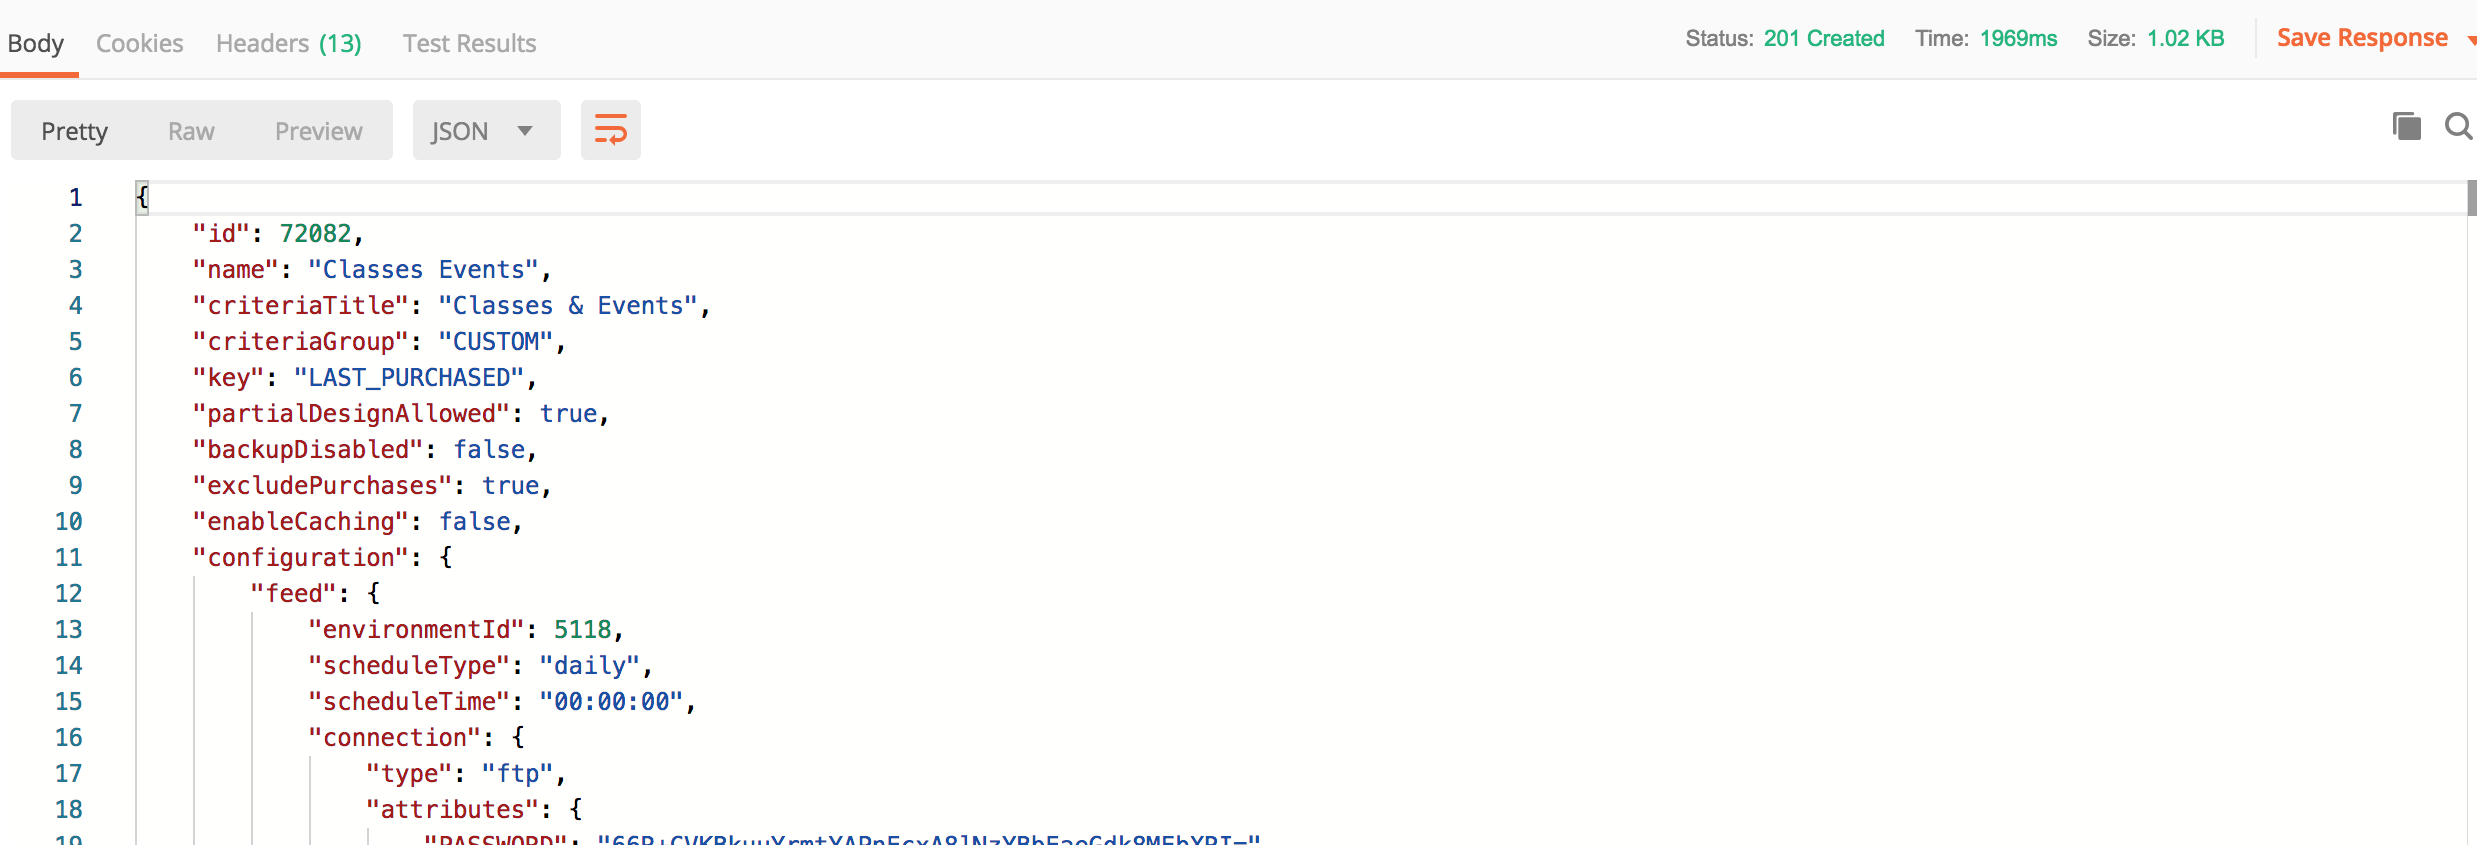 Body Cookies Headers (13) Test Results Status: 201 Created Time: 1969ms Size: 1.02 KB Save Response
Pretty Raw Preview JSON
1 {
2 "id": 72082,
3 "name": "Classes Events",
4 "criteriaTitle": "Classes & Events",
5 "criteriaGroup": "CUSTOM",
6 "key": "LAST_PURCHASED",
7 "partialDesignAllowed": true,
8 "backupDisabled": false,
9 "excludePurchases": true,
10 "enableCaching": false,
11 "configuration": {
12 "feed": {
13 "environmentId": 5118,
14 "scheduleType": "daily",
15 "scheduleTime": "00:00:00",
16 "connection": {
17 "type": "ftp",
18 "attributes": {
19 "PASSWORD":